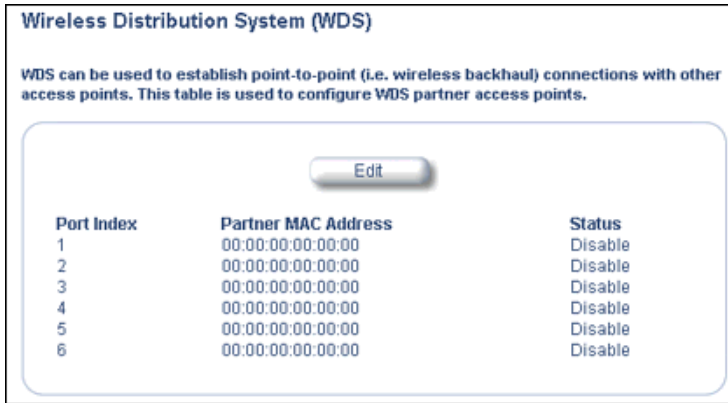 Wireless Distribution System (WDS)
WDS can be used to establish point-to-point (i.e. wireless backhaul) connections with other
access points. This table is used to configure WDS partner access points.
Edit
Port Index Partner MAC Address Status
1 00:00:00:00:00:00 Disable
2 00:00:00:00:00:00 Disable
3 00:00:00:00:00:00 Disable
4 00:00:00:00:00:00 Disable
5 00:00:00:00:00:00 Disable
6 00:00:00:00:00:00 Disable